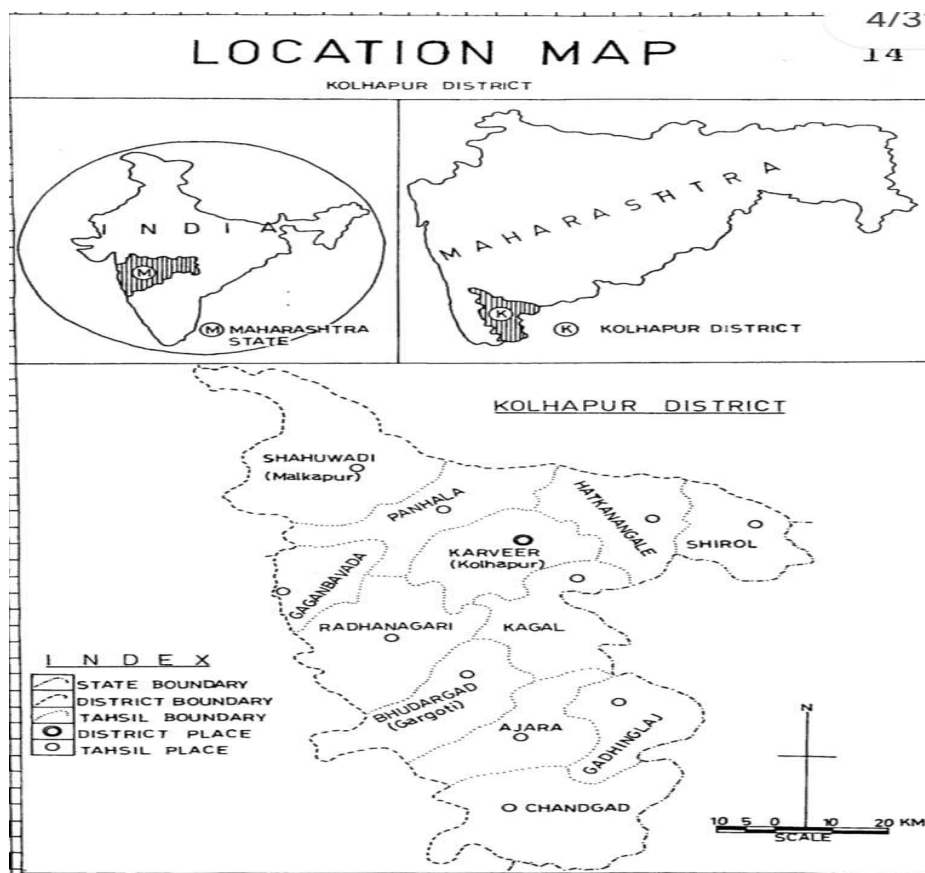 4/3
LOCATION MAP
14
KOLHAPUR DISTRICT
INDIA
M
M MAHARASHTRA
STATE
MAHARASHTRA
K
K KOLHAPUR DISTRICT
KOLHAPUR DISTRICT
SHAHUWADI
(Malkapur)
PANHALA
HATKANANGALE
SHIROL
KARVEER
(Kolhapur)
GAGANBAVADA
RADHANAGARI
KAGAL
BHUDARGAD
(Gargoti)
AJARA
GADHINGLAJ
CHANDGAD
INDEX
STATE BOUNDARY
DISTRICT BOUNDARY
TAHSIL BOUNDARY
DISTRICT PLACE
TAHSIL PLACE
N
10 5 0 10 20 KM
SCALE